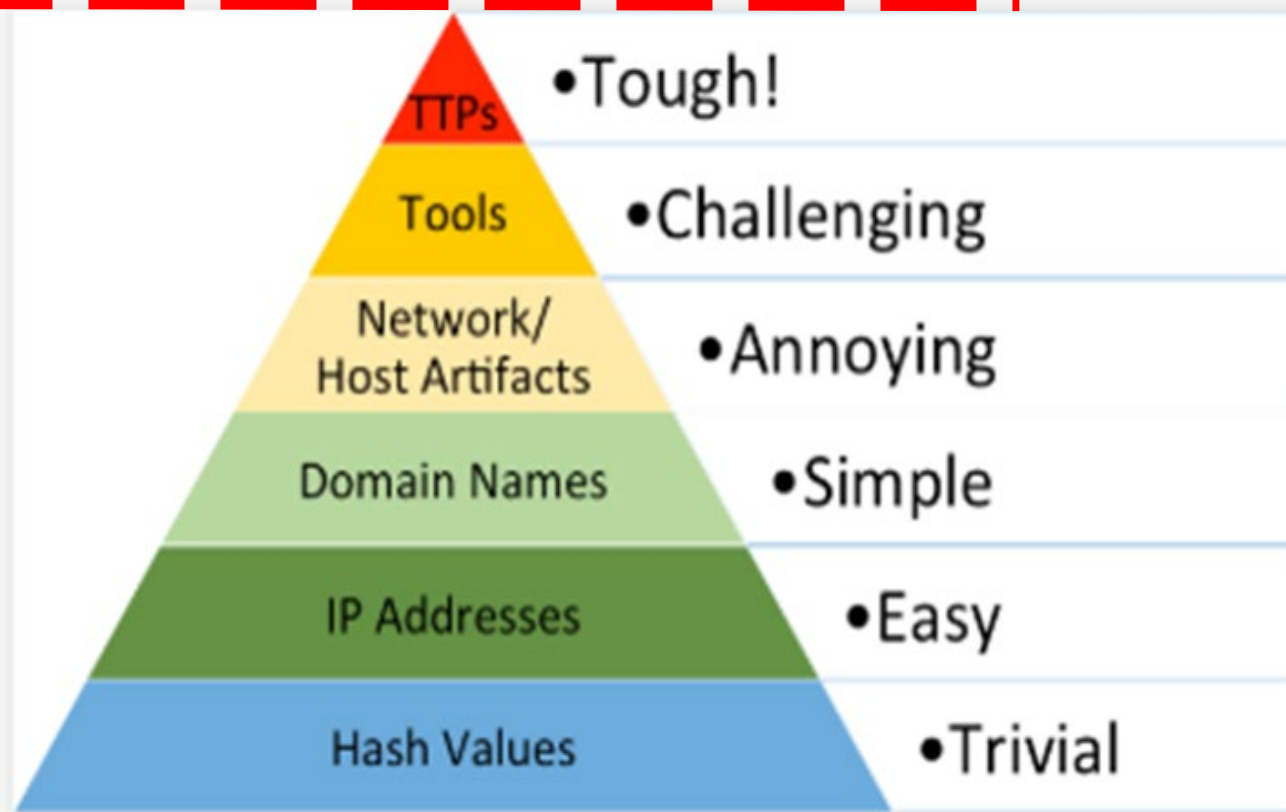 TTPs
•Tough!
Tools
•Challenging
Network/
Host Artifacts
•Annoying
Domain Names
•Simple
IP Addresses
•Easy
Hash Values
•Trivial